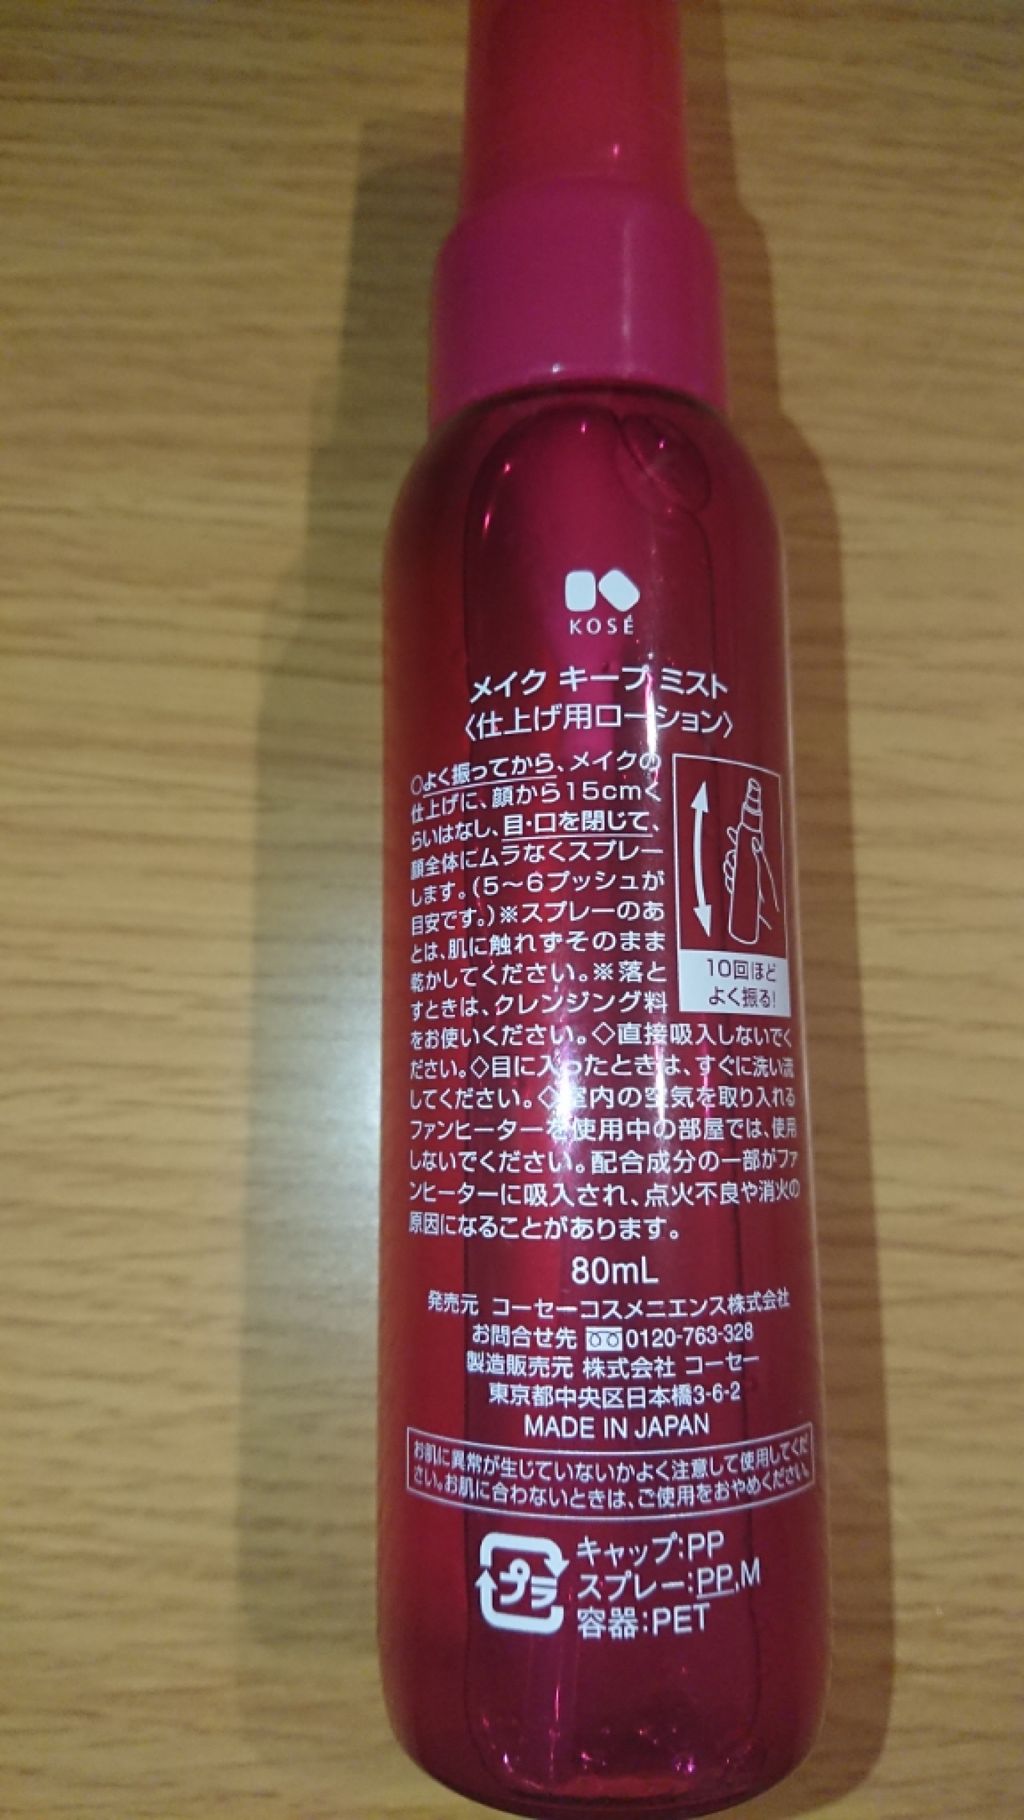 KOSÉ
メイク キープ ミスト
〈仕上げ用ローション〉
○よく振ってから、メイクの
仕上げに、顔から15cmく
らいはなし、目・口を閉じて、
顔全体にムラなくスプレー
します。(5〜6プッシュが
目安です。)※スプレーのあ
とは、肌に触れずそのまま
乾かしてください。※落と
すときは、クレンジング料
10回ほど
よく振る!
をお使いください。◇直接吸入しないでく
ださい。◇目に入ったときは、すぐに洗い流
してください。◇室内の空気を取り入れる
ファンヒーターを使用中の部屋では、使用
しないでください。配合成分の一部がファ
ンヒーターに吸入され、点火不良や消火の
原因になることがあります。
80mL
発売元 コーセーコスメニエンス株式会社
お問合せ先 0120-763-328
製造販売元 株式会社 コーセー
東京都中央区日本橋3-6-2
MADE IN JAPAN
お肌に異常が生じていないかよく注意して使用してくだ
さい。お肌に合わないときは、ご使用をおやめください。
プラ
キャップ:PP
スプレー:PP,M
容器:PET